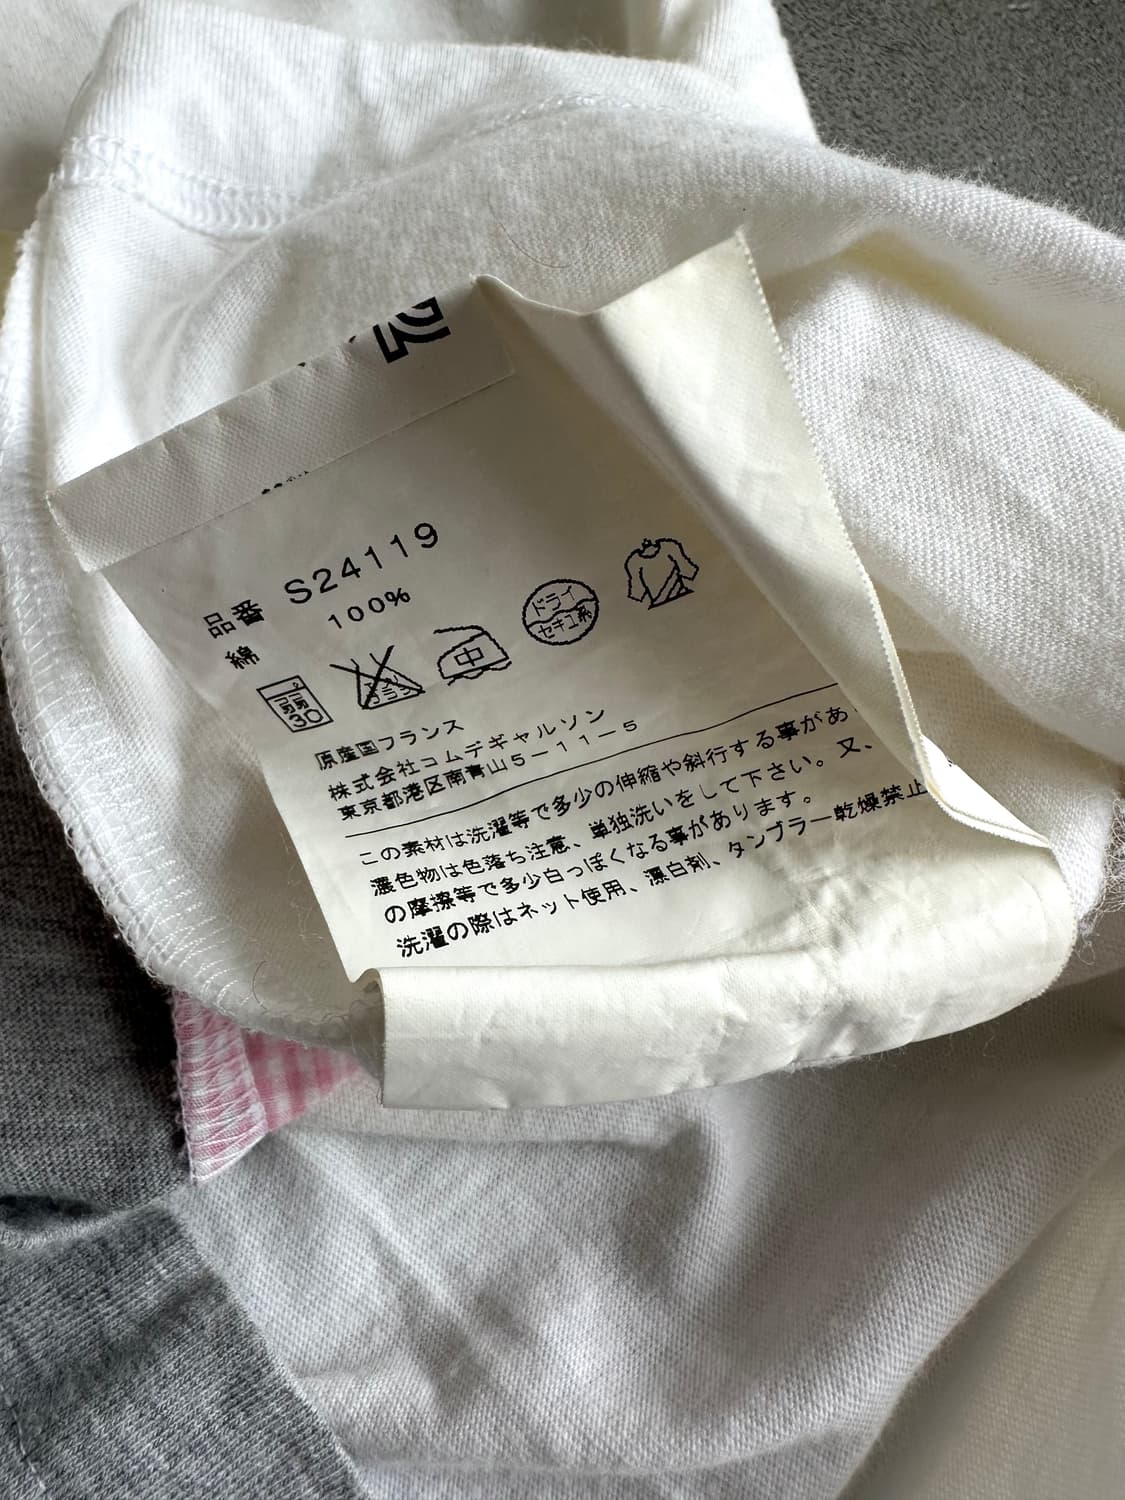 品番 S24119
綿 100%
弱 30
中
ドライ
セキユ系
原産国フランス
株式会社コムデギャルソン
東京都港区南青山5-11-5
この素材は洗濯等で多少の伸縮や斜行する事があ
濃色物は色落ち注意、単独洗いをして下さい。又、
の摩擦等で多少白っぽくなる事があります。
洗濯の際はネット使用、漂白剤、タンブラー乾燥禁止